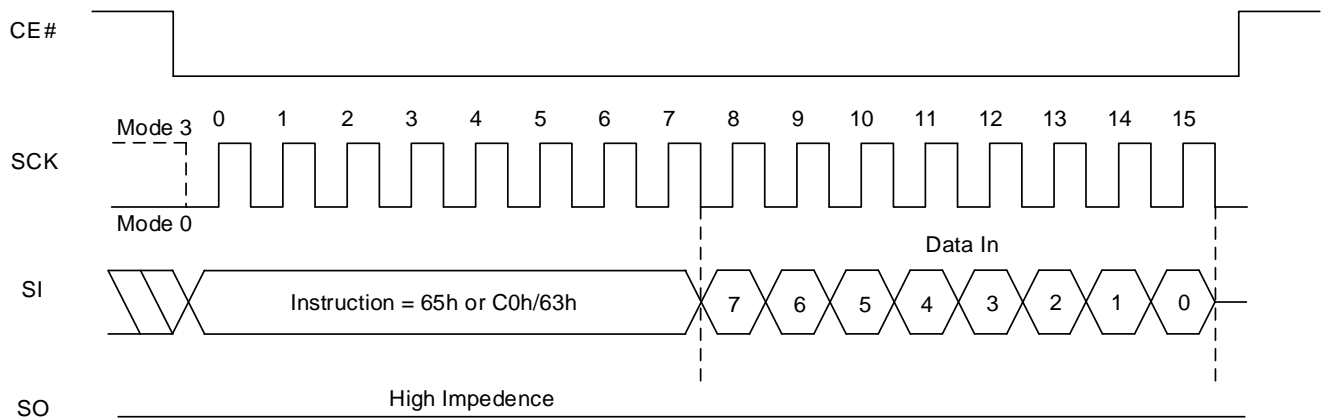 CE#
Mode 3
0 1 2 3 4 5 6 7 8 9 10 11 12 13 14 15
SCK
Mode 0
Data In
SI
Instruction = 65h or C0h/63h
7 6 5 4 3 2 1 0
High Impedence
SO